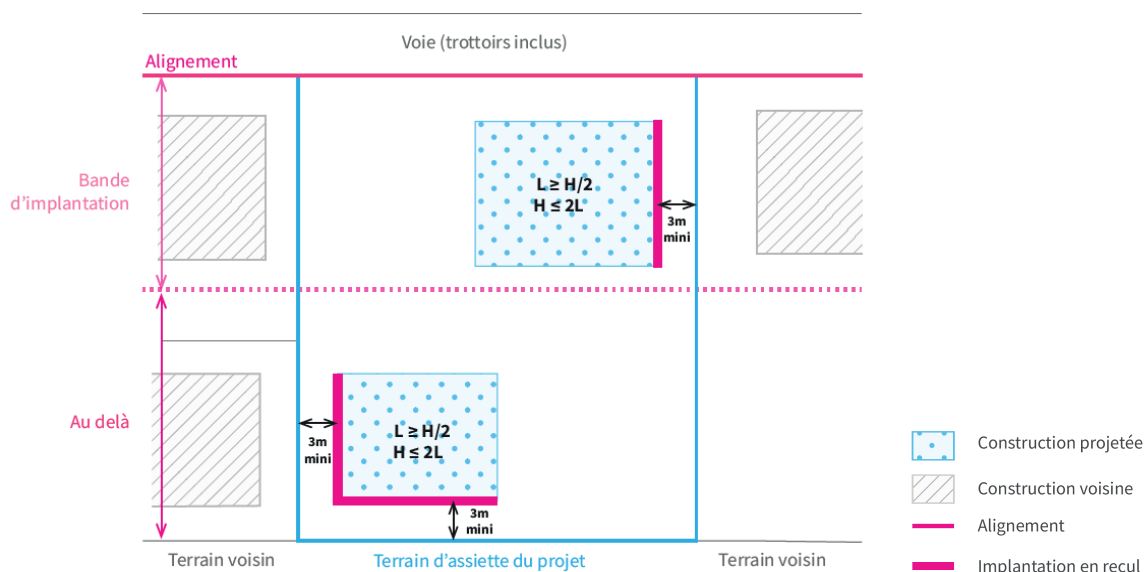 Voie (trottoirs inclus)
Alignement
Bande
d’implantation
L ≥ H/2
H ≤ 2L
3m
mini
Au delà
3m
mini
L ≥ H/2
H ≤ 2L
3m
mini
Terrain voisin
Terrain d’assiette du projet
Terrain voisin
Construction projetée
Construction voisine
Alignement
Implantation en recul